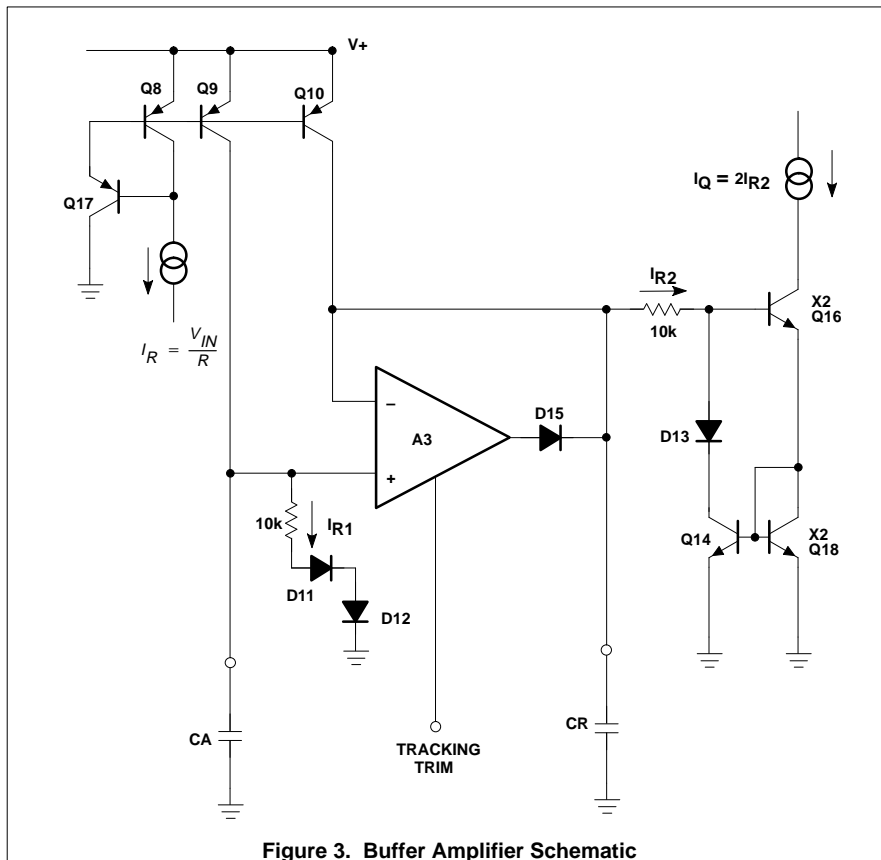 V+
Q8
Q9
Q10
Q17
I_R = V_IN / R
I_Q = 2I_R2
I_R2
10k
X2
Q16
D15
A3
–
+
D13
10k
I_R1
D11
D12
Q14
X2
Q18
CA
TRACKING
TRIM
CR
Figure 3. Buffer Amplifier Schematic